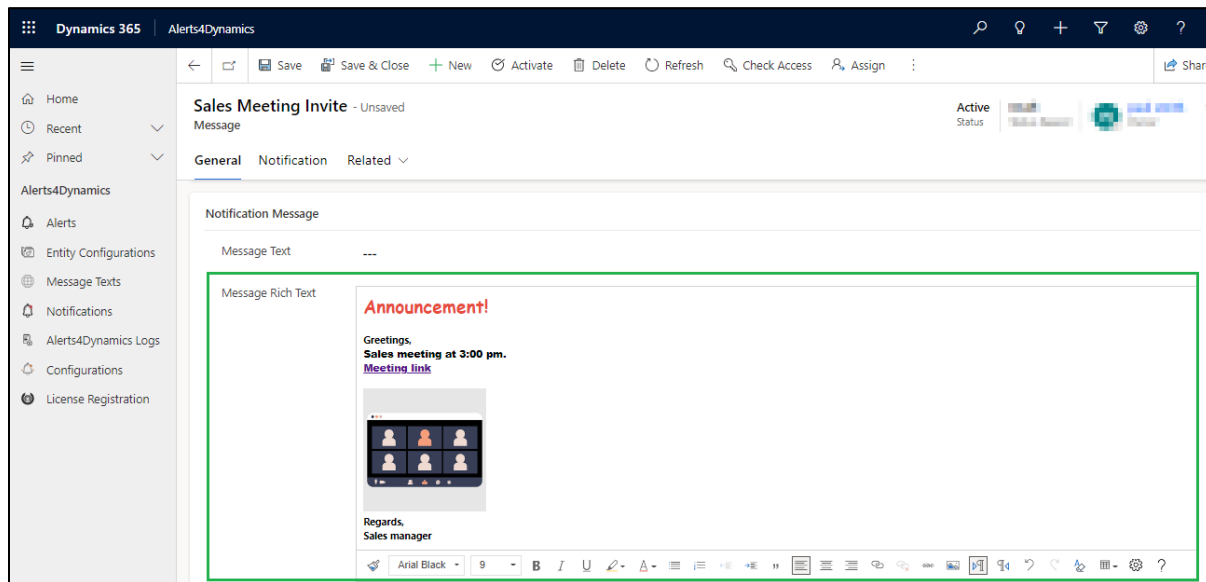 Dynamics 365 Alerts4Dynamics ?
Save Save & Close New Activate Delete Refresh Check Access Assign Shar
Home
Recent
Pinned
Alerts4Dynamics
Alerts
Entity Configurations
Message Texts
Notifications
Alerts4Dynamics Logs
Configurations
License Registration
Sales Meeting Invite - Unsaved
Message
Active
Status
General Notification Related
Notification Message
Message Text ---
Message Rich Text
Announcement!
Greetings,
Sales meeting at 3:00 pm.
Meeting link
Regards,
Sales manager
Arial Black 9 B I U A ?